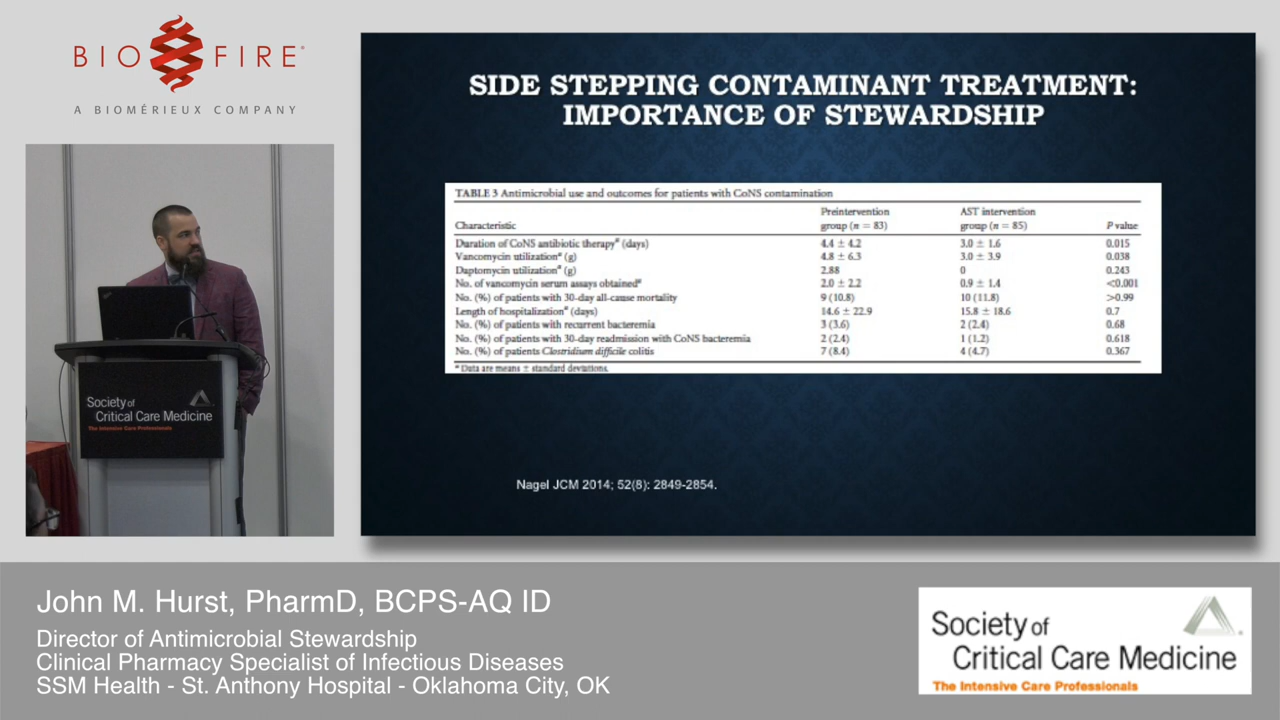 BIO FIRE
A BIOMÉRIEUX COMPANY
SIDE STEPPING CONTAMINANT TREATMENT:
IMPORTANCE OF STEWARDSHIP
TABLE 3 Antimicrobial use and outcomes for patients with CoNS contamination
Characteristic Preintervention group (n = 83) AST intervention group (n = 85) P value
Duration of CoNS antibiotic therapyᵃ (days) 4.4 ± 4.2 3.0 ± 1.6 0.015
Vancomycin utilizationᵃ (g) 4.8 ± 6.3 3.0 ± 3.9 0.038
Daptomycin utilizationᵃ (g) 2.88 0 0.243
No. of vancomycin serum assays obtainedᵃ 2.0 ± 2.2 0.9 ± 1.4 <0.001
No. (%) of patients with 30-day all-cause mortality 9 (10.8) 10 (11.8) >0.99
Length of hospitalizationᵃ (days) 14.6 ± 22.9 15.8 ± 18.6 0.7
No. (%) of patients with recurrent bacteremia 3 (3.6) 2 (2.4) 0.68
No. (%) of patients with 30-day readmission with CoNS bacteremia 2 (2.4) 1 (1.2) 0.618
No. (%) of patients Clostridium difficile colitis 7 (8.4) 4 (4.7) 0.367
ᵃ Data are means ± standard deviations.
Nagel JCM 2014; 52(8): 2849-2854.
Society of
Critical Care Medicine
The Intensive Care Professionals
John M. Hurst, PharmD, BCPS-AQ ID
Director of Antimicrobial Stewardship
Clinical Pharmacy Specialist of Infectious Diseases
SSM Health - St. Anthony Hospital - Oklahoma City, OK
Society of
Critical Care Medicine
The Intensive Care Professionals